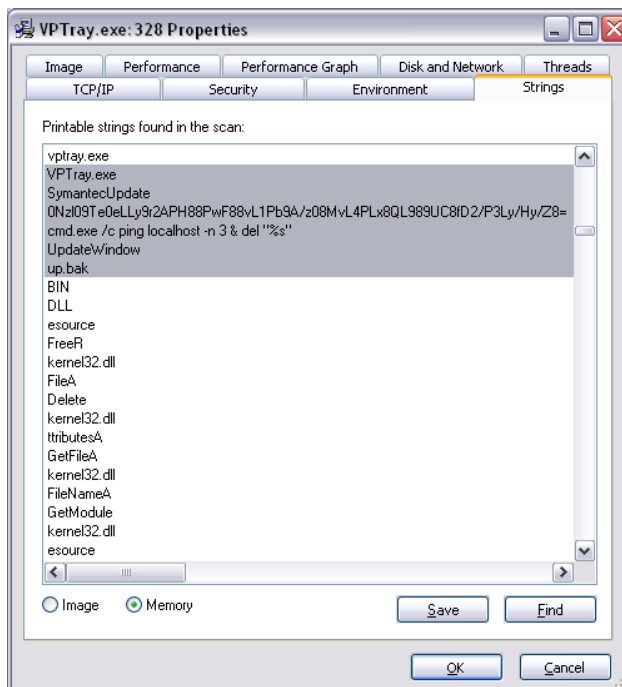 VPTray.exe: 328 Properties
Image Performance Performance Graph Disk and Network Threads
TCP/IP Security Environment Strings
Printable strings found in the scan:
vptray.exe
VPTray.exe
SymantecUpdate
0NzI09Te0eLLy9r2APH88PwF88vL1Pb9A/z08MvL4PLx8QL989UC8fD2/P3Ly/Hy/Z8=
cmd.exe /c ping localhost -n 3 & del "%s"
UpdateWindow
up.bak
BIN
DLL
esource
FreeR
kernel32.dll
FileA
Delete
kernel32.dll
ttributesA
GetFileA
kernel32.dll
FileNameA
GetModule
kernel32.dll
esource
Image Memory Save Find
OK Cancel